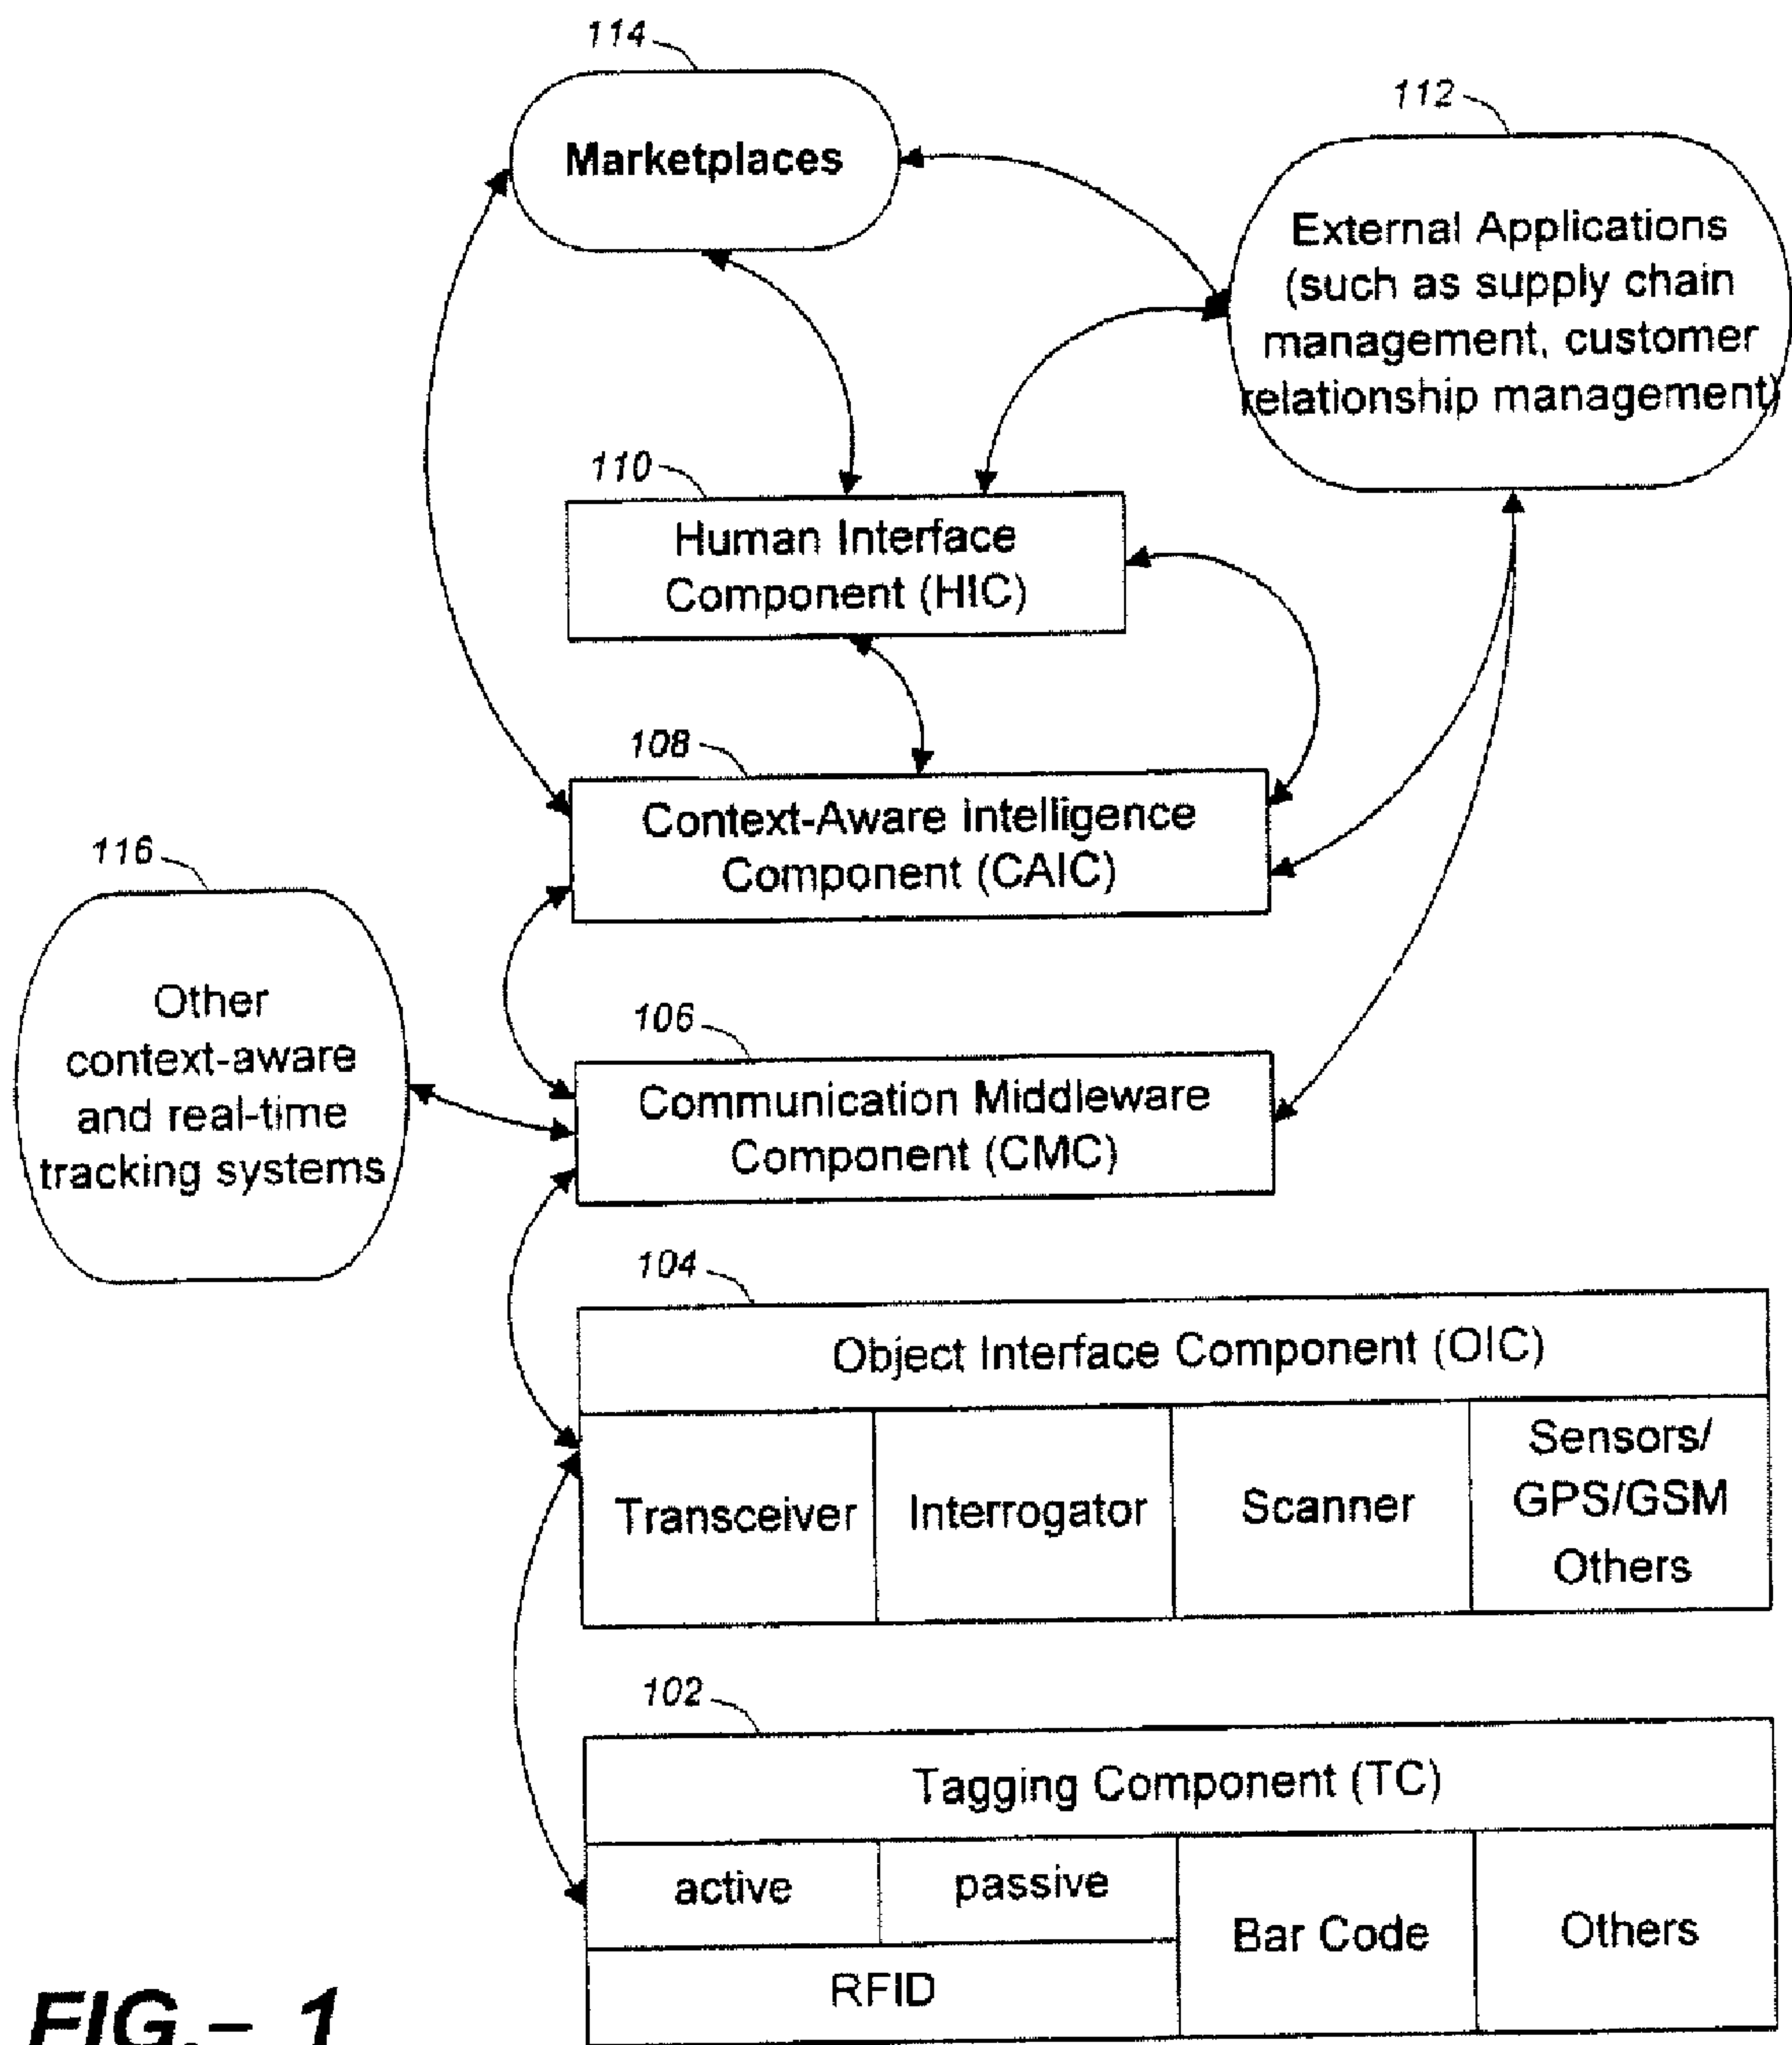 114
Marketplaces
112
External Applications
(such as supply chain
management, customer
relationship management)
110
Human Interface
Component (HIC)
108
Context-Aware Intelligence
Component (CAIC)
116
Other
context-aware
and real-time
tracking systems
106
Communication Middleware
Component (CMC)
104
Object Interface Component (OIC)
Transceiver
Interrogator
Scanner
Sensors/
GPS/GSM
Others
102
Tagging Component (TC)
active
passive
RFID
Bar Code
Others
FIG.– 1